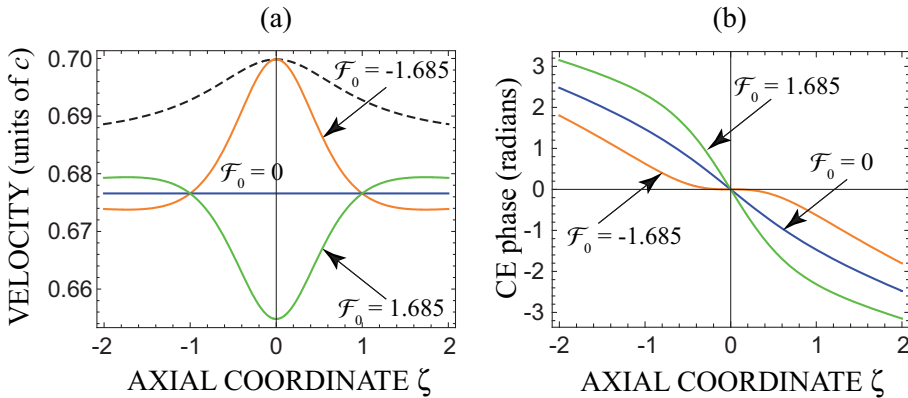 (a)
VELOCITY (units of c)
0.70
0.69
0.68
0.67
0.66
ℱ₀ = -1.685
ℱ₀ = 0
ℱ₀ = 1.685
-2 -1 0 1 2
AXIAL COORDINATE ζ
(b)
CE phase (radians)
3
2
1
0
-1
-2
-3
ℱ₀ = 1.685
ℱ₀ = 0
ℱ₀ = -1.685
-2 -1 0 1 2
AXIAL COORDINATE ζ